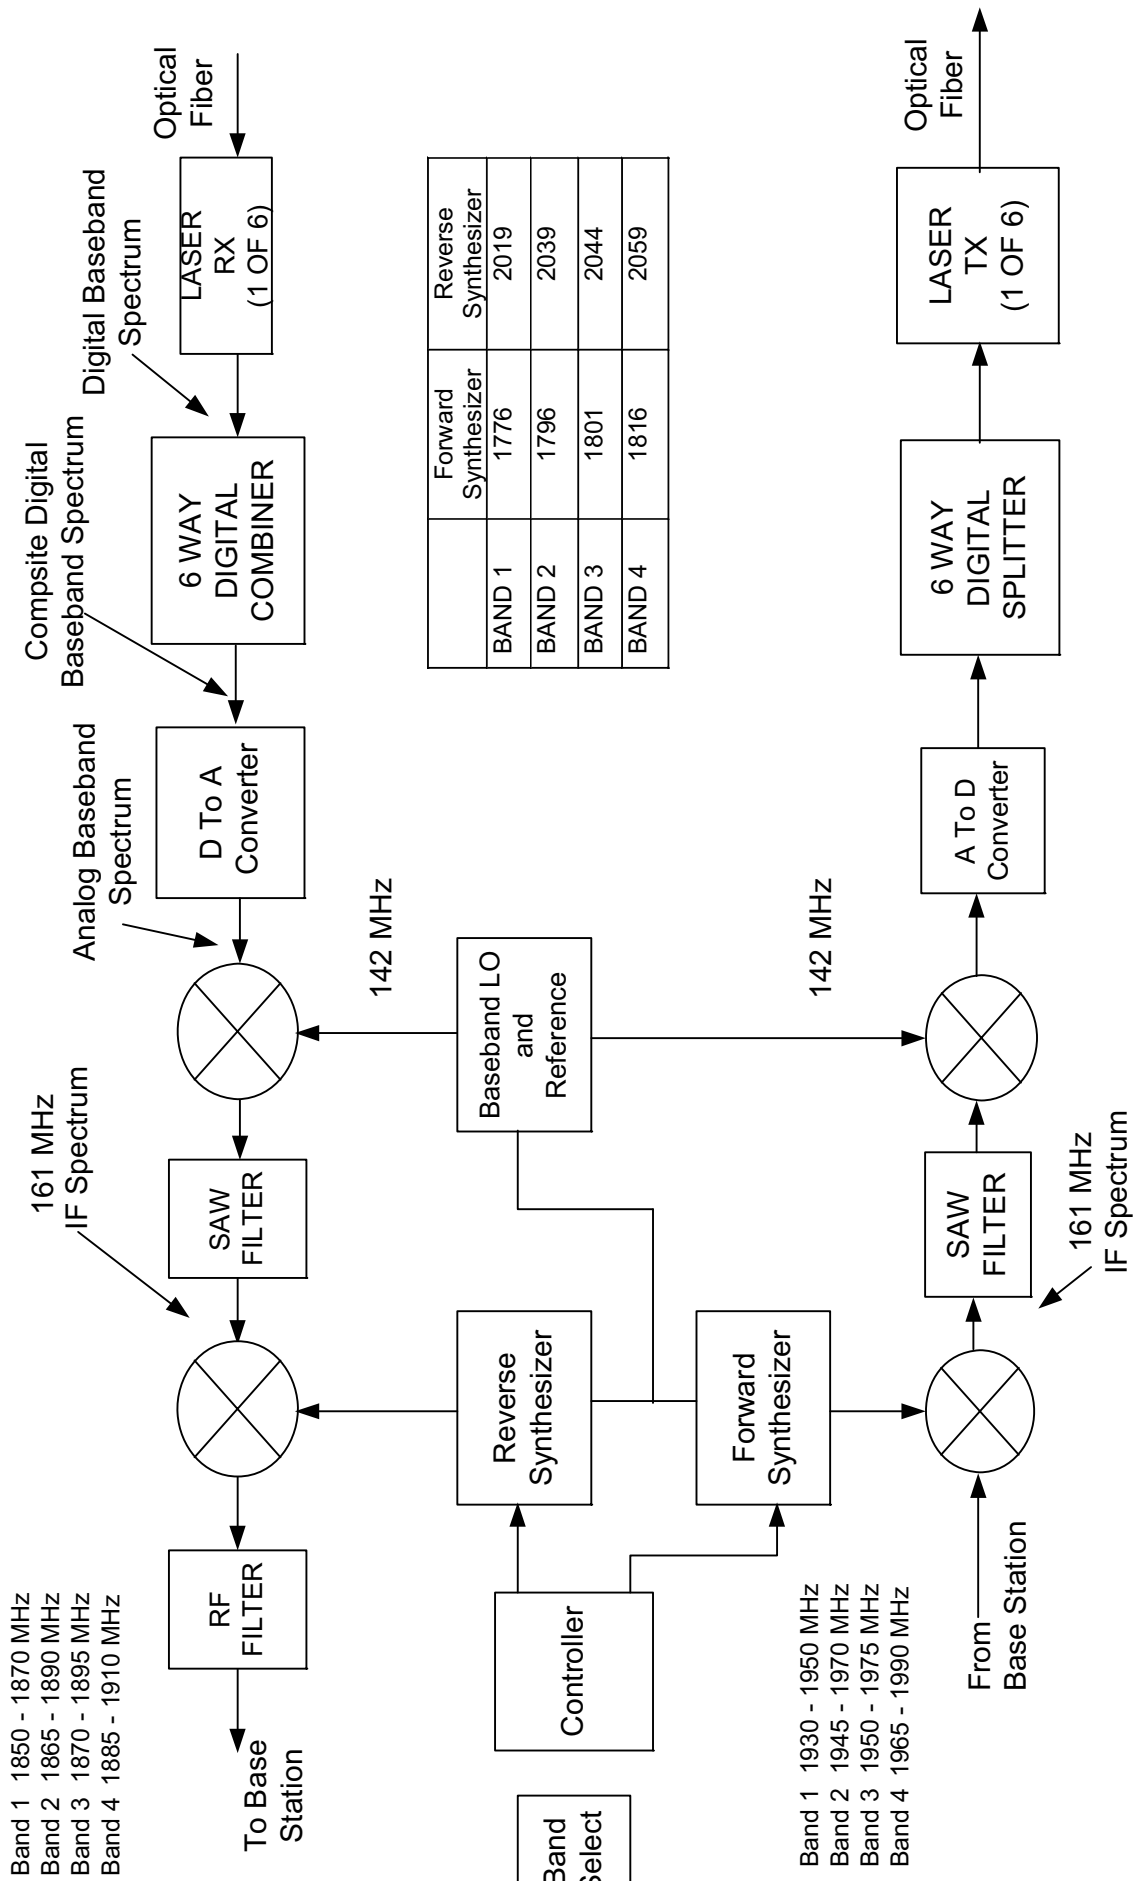 Band 1 1850 - 1870 MHz
Band 2 1865 - 1890 MHz
Band 3 1870 - 1895 MHz
Band 4 1885 - 1910 MHz
To Base
Station
RF
FILTER
161 MHz
IF Spectrum
SAW
FILTER
Analog Baseband
Spectrum
D To A
Converter
Compsite Digital
Baseband Spectrum
6 WAY
DIGITAL
COMBINER
Digital Baseband
Spectrum
LASER
RX
(1 OF 6)
Optical
Fiber
142 MHz
Band
Select
Controller
Reverse
Synthesizer
Forward
Synthesizer
Baseband LO
and
Reference
Forward
Synthesizer
Reverse
Synthesizer
BAND 1 1776 2019
BAND 2 1796 2039
BAND 3 1801 2044
BAND 4 1816 2059
142 MHz
Band 1 1930 - 1950 MHz
Band 2 1945 - 1970 MHz
Band 3 1950 - 1975 MHz
Band 4 1965 - 1990 MHz
From
Base Station
SAW
FILTER
161 MHz
IF Spectrum
A To D
Converter
6 WAY
DIGITAL
SPLITTER
LASER
TX
(1 OF 6)
Optical
Fiber